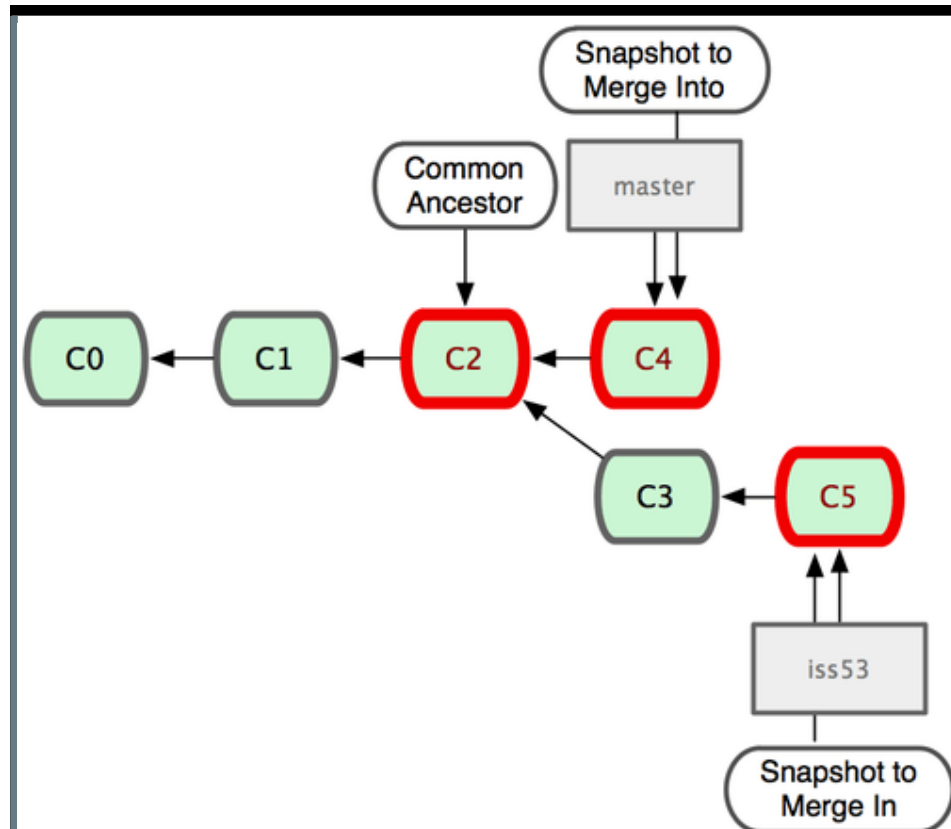 Snapshot to
Merge Into
Common
Ancestor
master
C0
C1
C2
C4
C3
C5
iss53
Snapshot to
Merge In